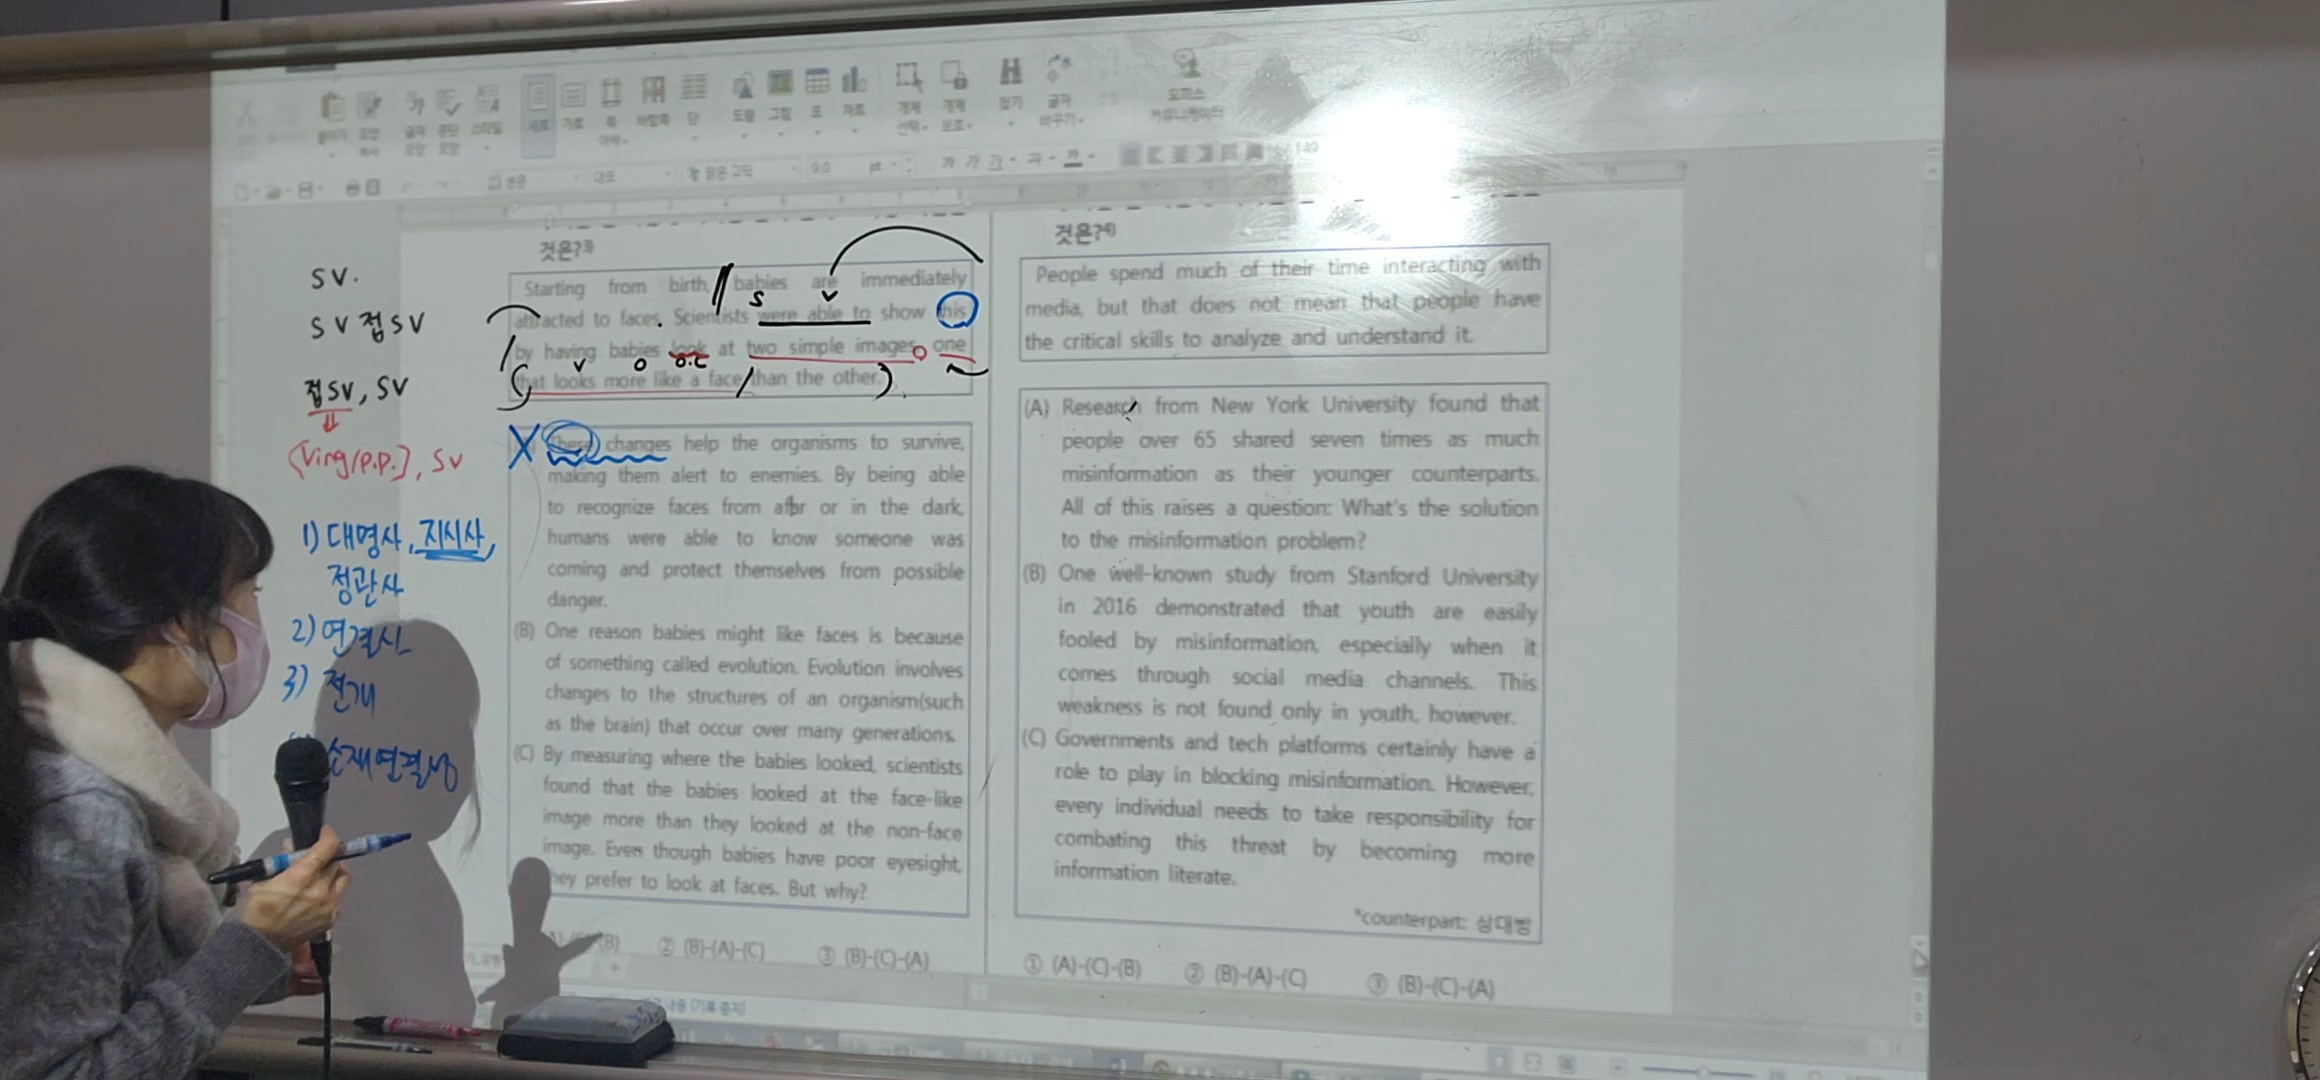 SV.
SV접SV
접SV, SV
(Ving/P.P.), SV
1) 대명사, 지시사,
정관사
2) 연결사
3) 전개
소재연결성
것은?3)
Starting from birth, babies are immediately
attracted to faces. Scientists were able to show this
by having babies look at two simple images, one
that looks more like a face than the other.
S V
V O O.C
X These changes help the organisms to survive,
making them alert to enemies. By being able
to recognize faces from afar or in the dark,
humans were able to know someone was
coming and protect themselves from possible
danger.
(B) One reason babies might like faces is because
of something called evolution. Evolution involves
changes to the structures of an organism(such
as the brain) that occur over many generations.
(C) By measuring where the babies looked, scientists
found that the babies looked at the face-like
image more than they looked at the non-face
image. Even though babies have poor eyesight,
they prefer to look at faces. But why?
② (B)-(A)-(C) ③ (B)-(C)-(A)
것은?4)
People spend much of their time interacting with
media, but that does not mean that people have
the critical skills to analyze and understand it.
(A) Research from New York University found that
people over 65 shared seven times as much
misinformation as their younger counterparts.
All of this raises a question: What's the solution
to the misinformation problem?
(B) One well-known study from Stanford University
in 2016 demonstrated that youth are easily
fooled by misinformation, especially when it
comes through social media channels. This
weakness is not found only in youth, however.
(C) Governments and tech platforms certainly have a
role to play in blocking misinformation. However,
every individual needs to take responsibility for
combating this threat by becoming more
information literate.
*counterpart: 상대방
① (A)-(C)-(B) ② (B)-(A)-(C) ③ (B)-(C)-(A)